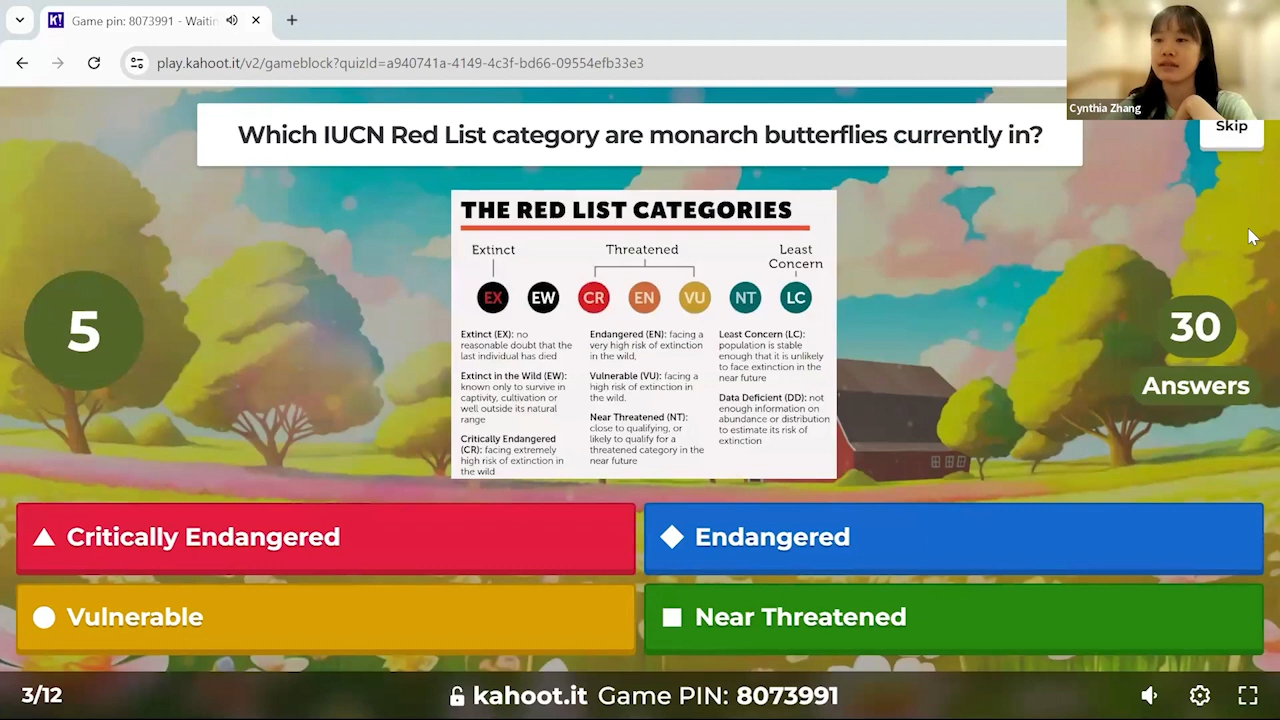 K! Game pin: 8073991 - Waitin
play.kahoot.it/v2/gameblock?quizId=a940741a-4149-4c3f-bd66-09554efb33e3
Cynthia Zhang
Which IUCN Red List category are monarch butterflies currently in?
Skip
THE RED LIST CATEGORIES
Extinct
Threatened
Least
Concern
EX EW CR EN VU NT LC
Extinct (EX): no
reasonable doubt that the
last individual has died
Extinct in the Wild (EW):
known only to survive in
captivity, cultivation or
well outside its natural
range
Critically Endangered
(CR): facing extremely
high risk of extinction in
the wild
Endangered (EN): facing a
very high risk of extinction
in the wild.
Vulnerable (VU): facing a
high risk of extinction in
the wild.
Near Threatened (NT):
close to qualifying, or
likely to qualify for a
threatened category in the
near future
Least Concern (LC):
population is stable
enough that it is unlikely
to face extinction in the
near future
Data Deficient (DD): not
enough information on
abundance or distribution
to estimate its risk of
extinction
5
30
Answers
Critically Endangered
Endangered
Vulnerable
Near Threatened
3/12
kahoot.it Game PIN: 8073991